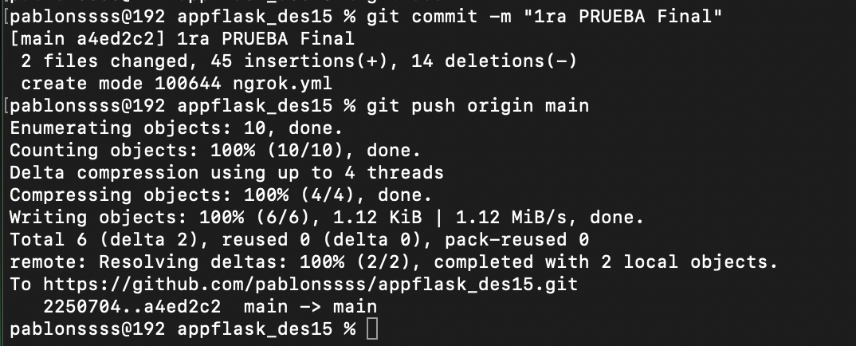 [pablonssss@192 appflask_des15 % git commit -m "1ra PRUEBA Final"
[main a4ed2c2] 1ra PRUEBA Final
 2 files changed, 45 insertions(+), 14 deletions(-)
 create mode 100644 ngrok.yml
[pablonssss@192 appflask_des15 % git push origin main
Enumerating objects: 10, done.
Counting objects: 100% (10/10), done.
Delta compression using up to 4 threads
Compressing objects: 100% (4/4), done.
Writing objects: 100% (6/6), 1.12 KiB | 1.12 MiB/s, done.
Total 6 (delta 2), reused 0 (delta 0), pack-reused 0
remote: Resolving deltas: 100% (2/2), completed with 2 local objects.
To https://github.com/pablonssss/appflask_des15.git
   2250704..a4ed2c2  main -> main
pablonssss@192 appflask_des15 %